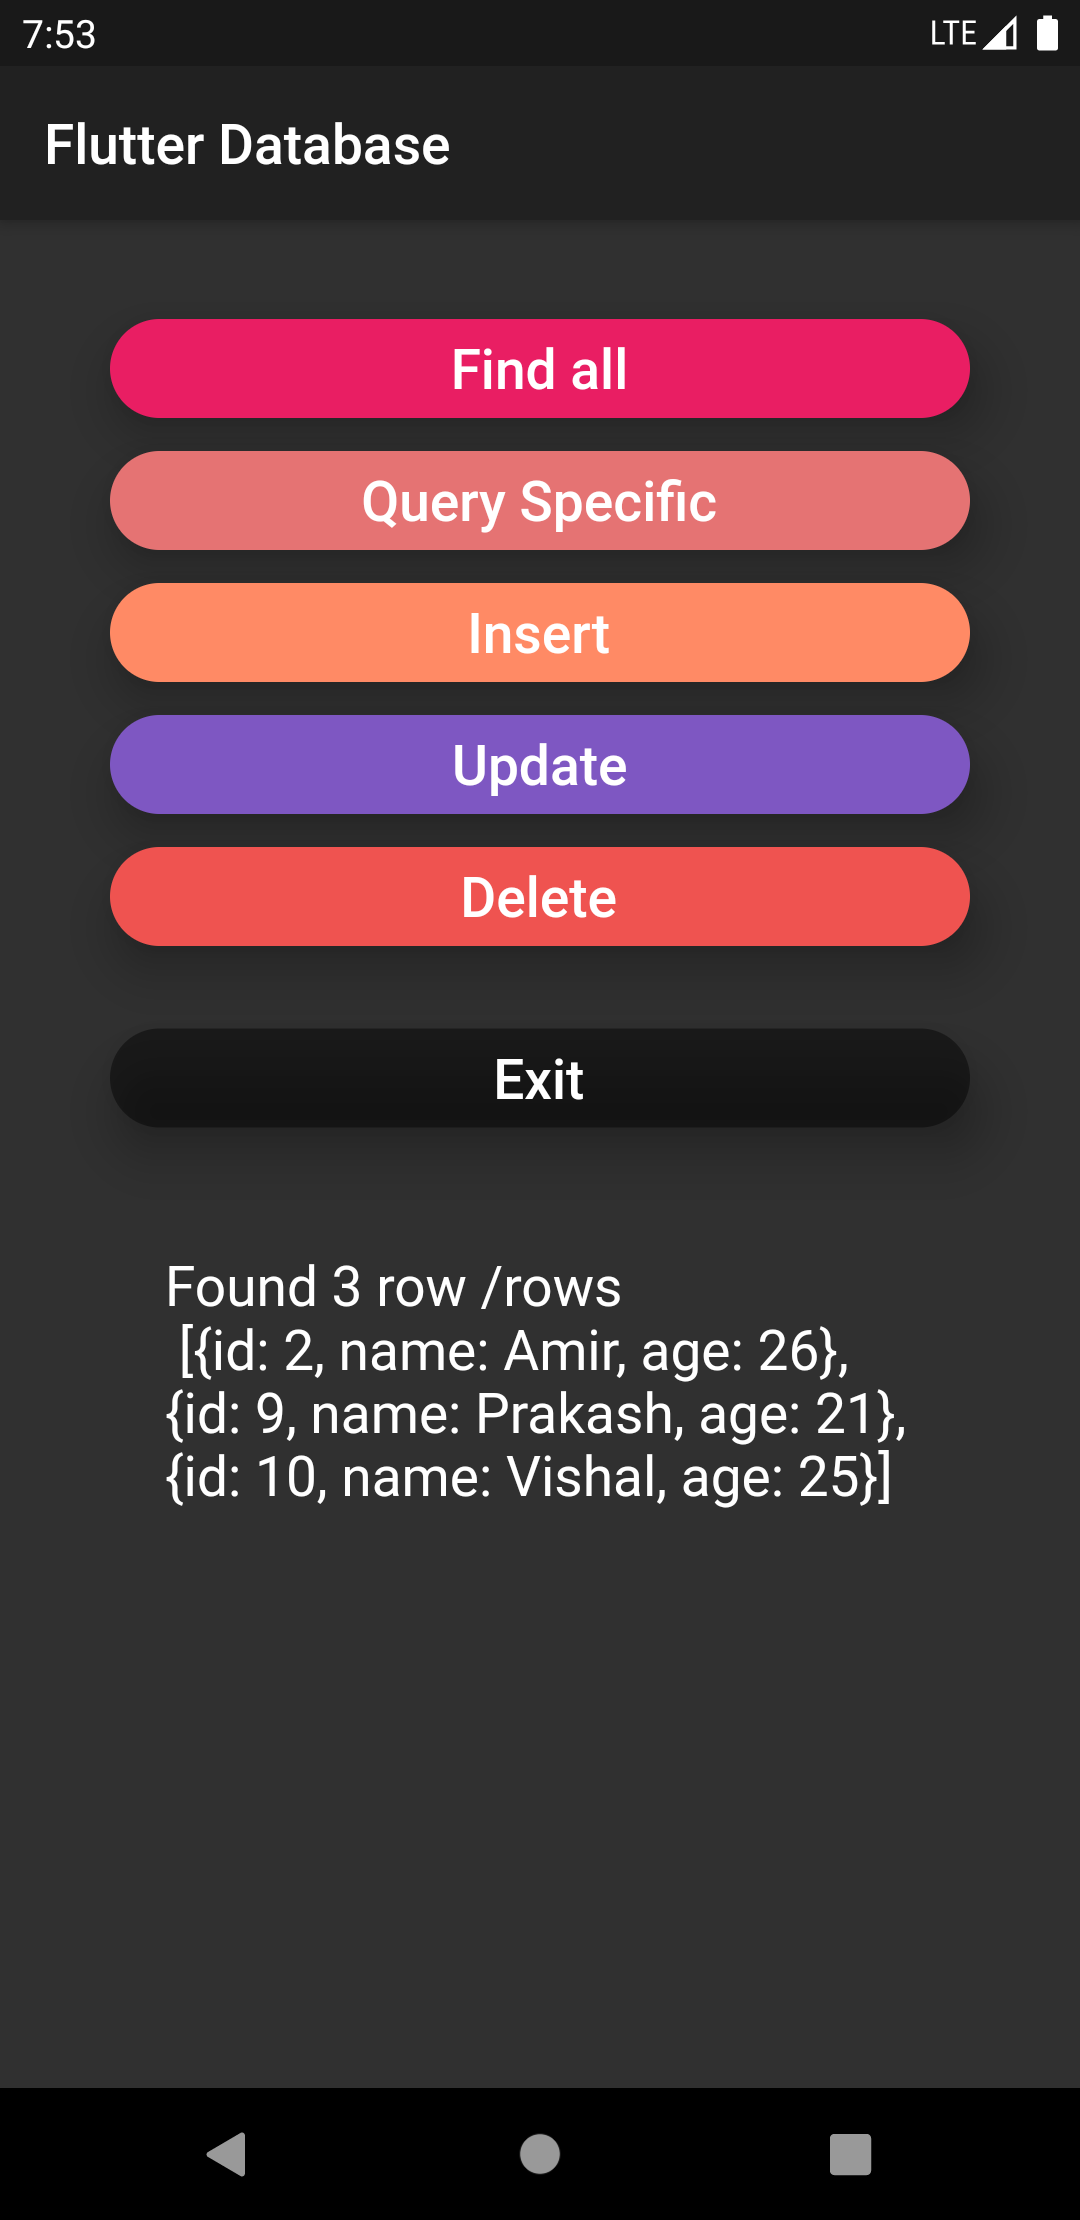 7:53 LTE
Flutter Database
Find all
Query Specific
Insert
Update
Delete
Exit
Found 3 row /rows
[{id: 2, name: Amir, age: 26},
{id: 9, name: Prakash, age: 21},
{id: 10, name: Vishal, age: 25}]